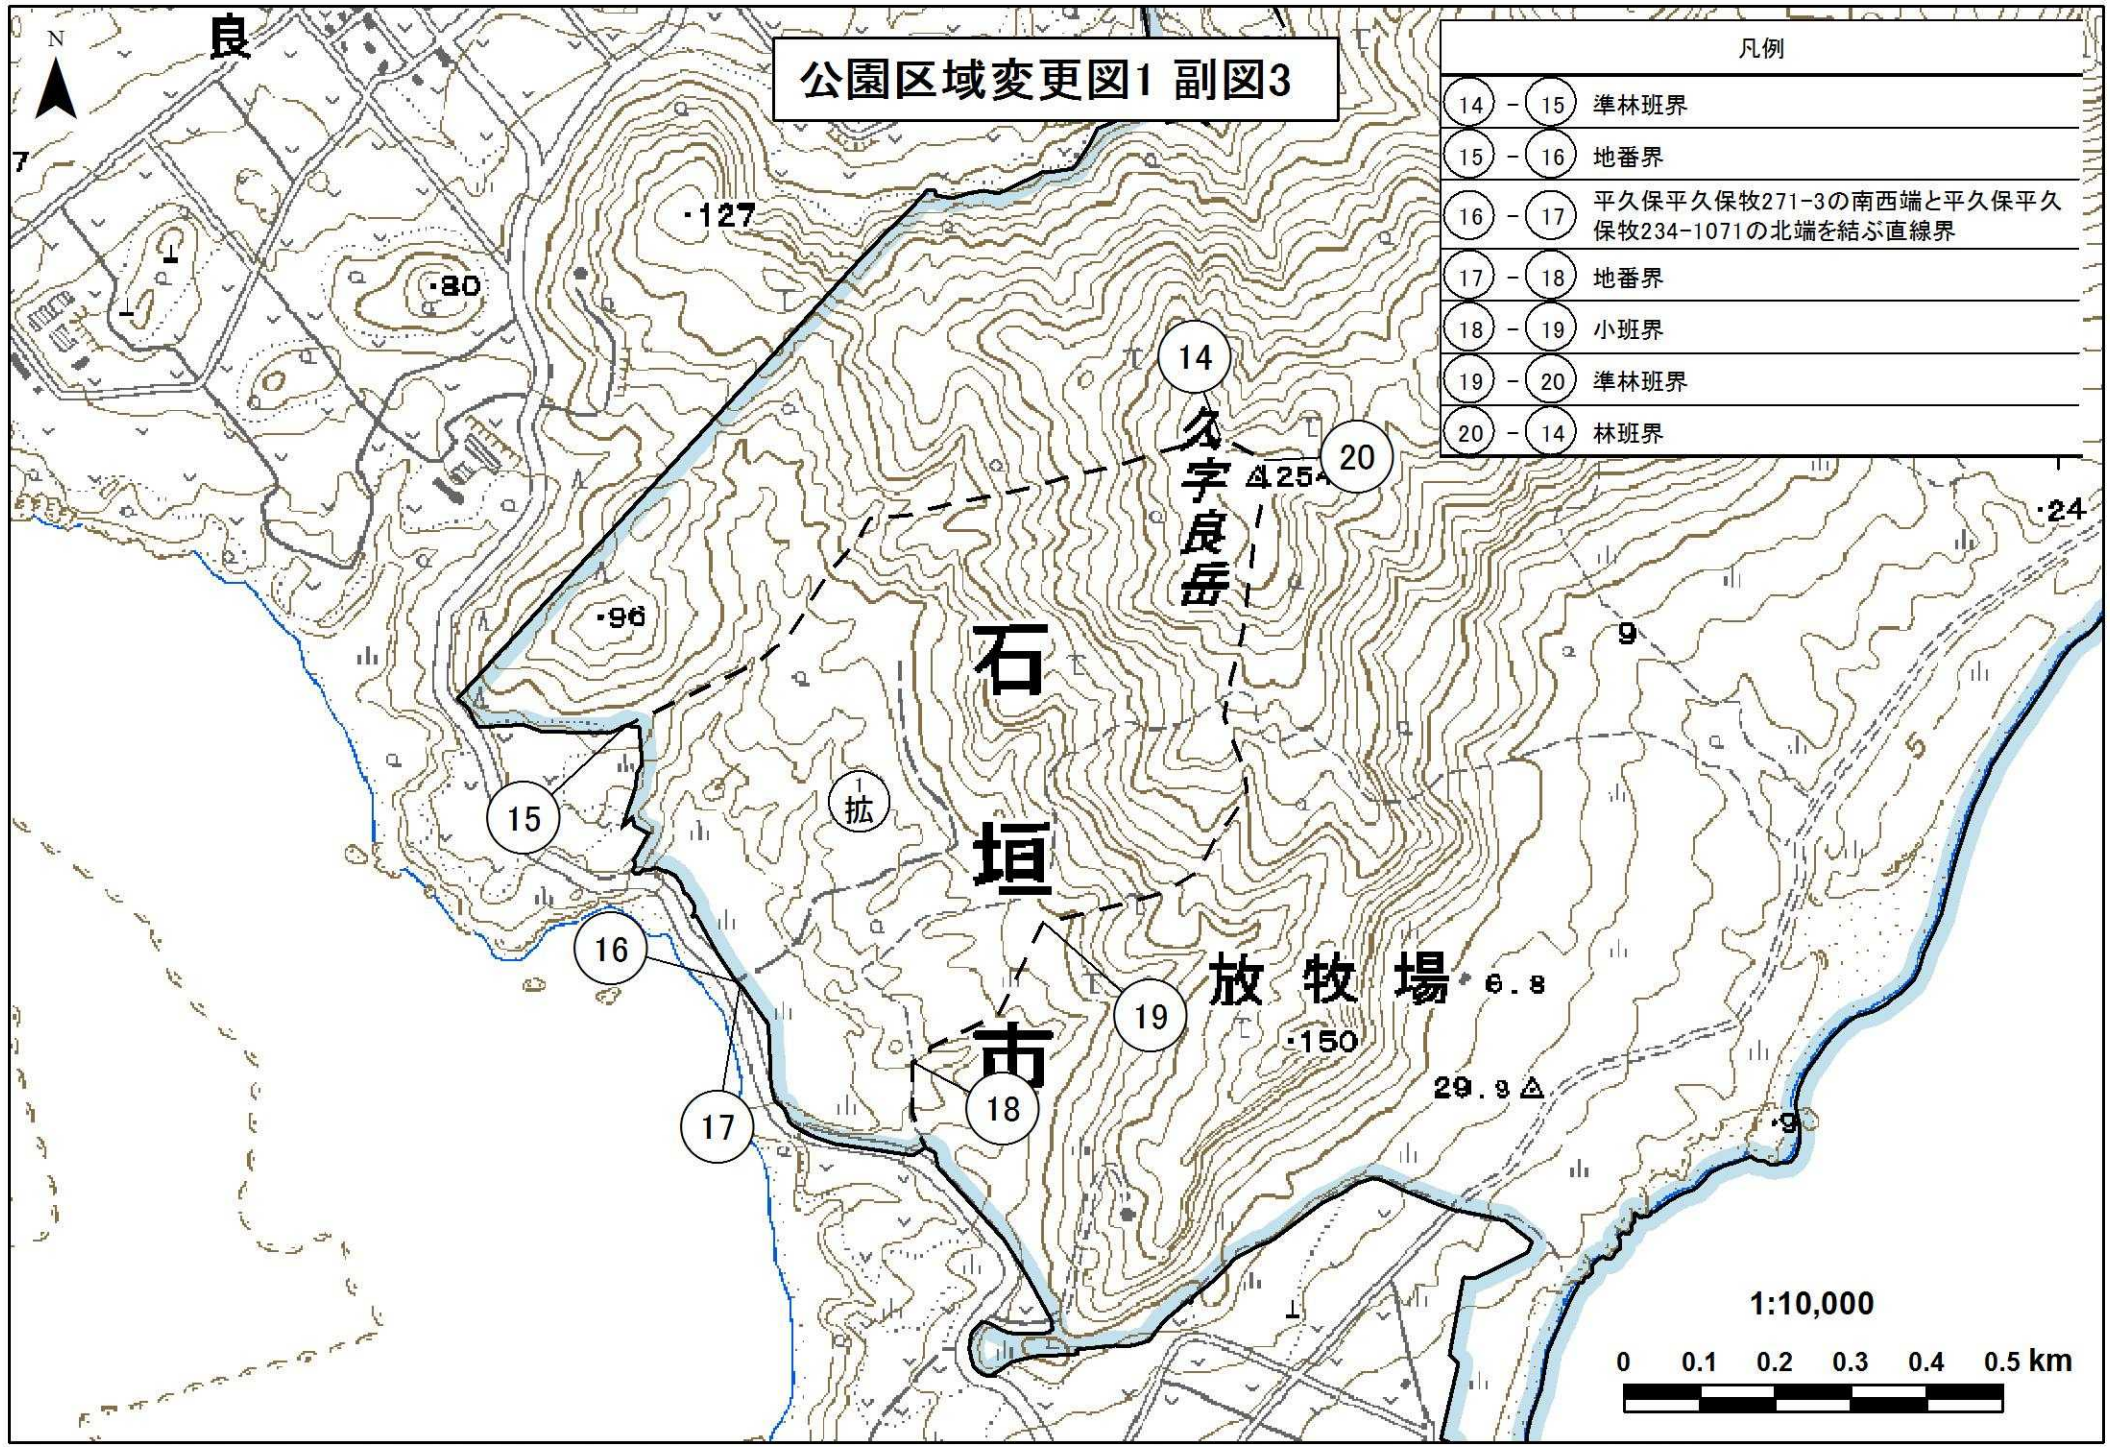 良
N
公園区域変更図1 副図3
凡例
14 - 15 準林班界
15 - 16 地番界
16 - 17 平久保平久保牧271-3の南西端と平久保平久
保牧234-1071の北端を結ぶ直線界
17 - 18 地番界
18 - 19 小班界
19 - 20 準林班界
20 - 14 林班界
7
・127
・80
14
久宇良岳
20
・24
・96
石垣市
9
5
15
1
拡
16
19
放牧場
6.8
・150
29.9
18
17
・9
1:10,000
0 0.1 0.2 0.3 0.4 0.5 km